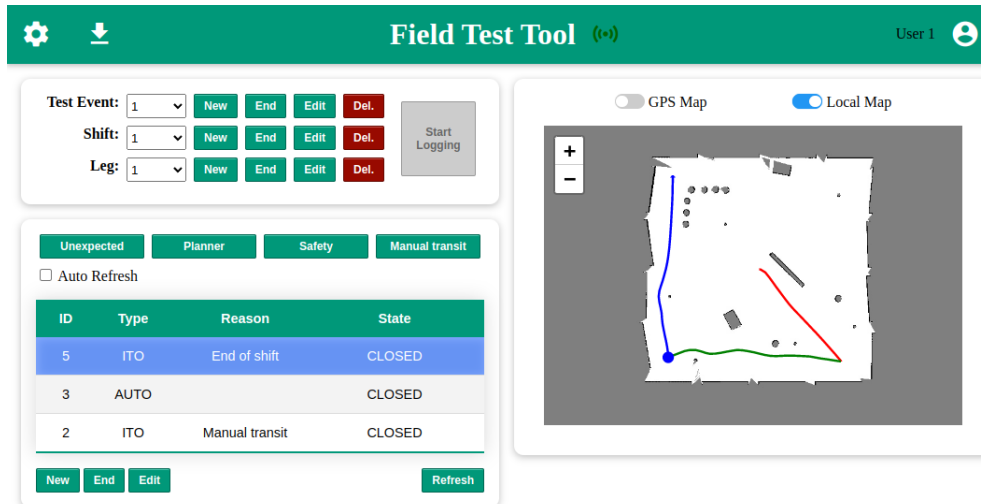 Field Test Tool
User 1
Test Event: 1 New End Edit Del.
Shift: 1 New End Edit Del.
Leg: 1 New End Edit Del.
Start
Logging
Unexpected Planner Safety Manual transit
Auto Refresh
ID Type Reason State
5 ITO End of shift CLOSED
3 AUTO CLOSED
2 ITO Manual transit CLOSED
New End Edit Refresh
GPS Map Local Map
+
−